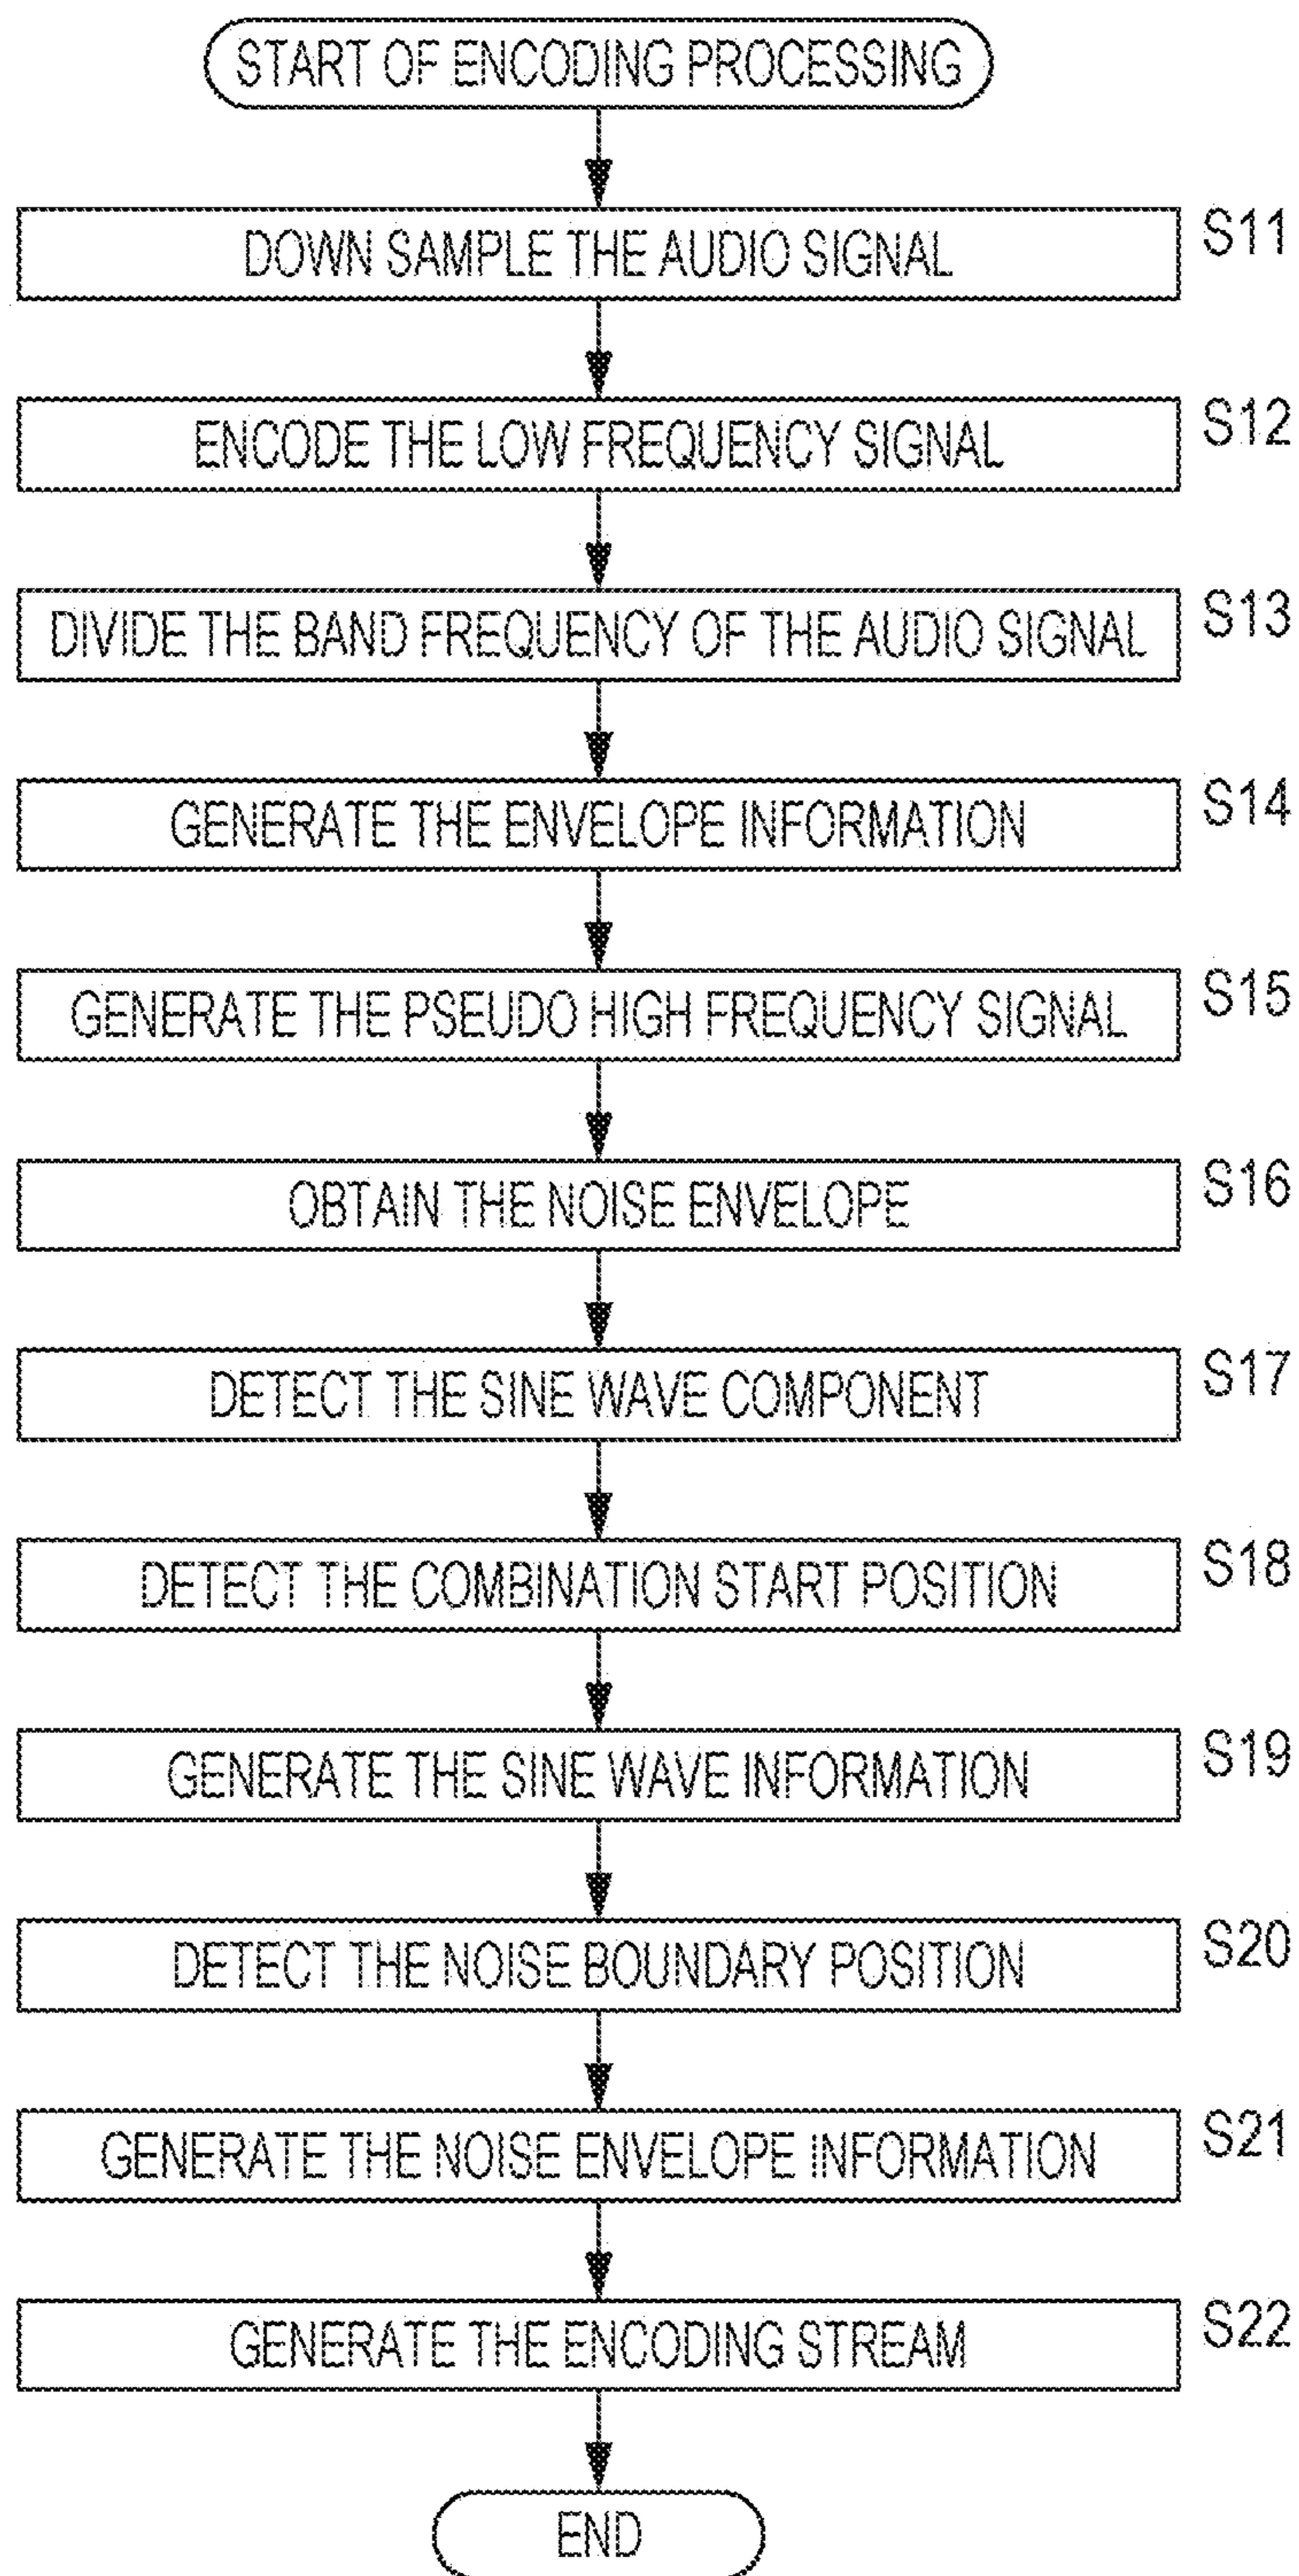 START OF ENCODING PROCESSING
DOWN SAMPLE THE AUDIO SIGNAL S11
ENCODE THE LOW FREQUENCY SIGNAL S12
DIVIDE THE BAND FREQUENCY OF THE AUDIO SIGNAL S13
GENERATE THE ENVELOPE INFORMATION S14
GENERATE THE PSEUDO HIGH FREQUENCY SIGNAL S15
OBTAIN THE NOISE ENVELOPE S16
DETECT THE SINE WAVE COMPONENT S17
DETECT THE COMBINATION START POSITION S18
GENERATE THE SINE WAVE INFORMATION S19
DETECT THE NOISE BOUNDARY POSITION S20
GENERATE THE NOISE ENVELOPE INFORMATION S21
GENERATE THE ENCODING STREAM S22
END